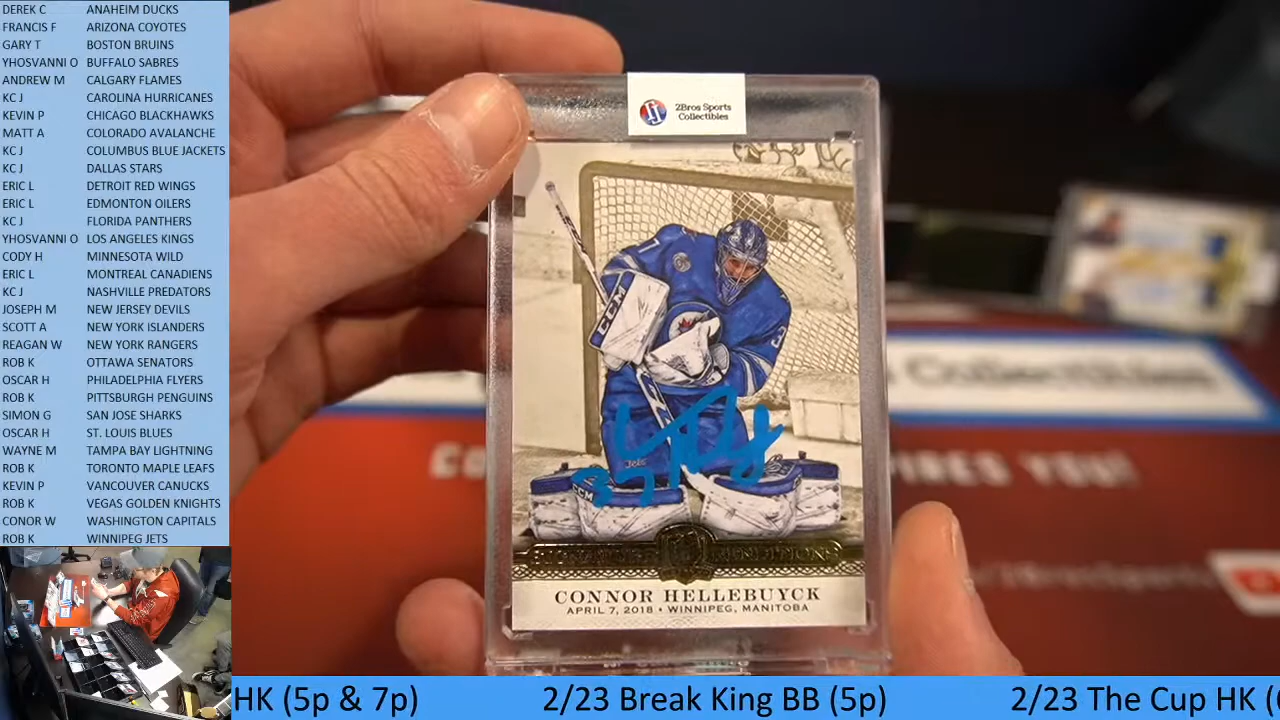 DEREK C ANAHEIM DUCKS
FRANCIS F ARIZONA COYOTES
GARY T BOSTON BRUINS
YHOSVANNI O BUFFALO SABRES
ANDREW M CALGARY FLAMES
KC J CAROLINA HURRICANES
KEVIN P CHICAGO BLACKHAWKS
MATT A COLORADO AVALANCHE
KC J COLUMBUS BLUE JACKETS
KC J DALLAS STARS
ERIC L DETROIT RED WINGS
ERIC L EDMONTON OILERS
KC J FLORIDA PANTHERS
YHOSVANNI O LOS ANGELES KINGS
CODY H MINNESOTA WILD
ERIC L MONTREAL CANADIENS
KC J NASHVILLE PREDATORS
JOSEPH M NEW JERSEY DEVILS
SCOTT A NEW YORK ISLANDERS
REAGAN W NEW YORK RANGERS
ROB K OTTAWA SENATORS
OSCAR H PHILADELPHIA FLYERS
ROB K PITTSBURGH PENGUINS
SIMON G SAN JOSE SHARKS
OSCAR H ST. LOUIS BLUES
WAYNE M TAMPA BAY LIGHTNING
ROB K TORONTO MAPLE LEAFS
KEVIN P VANCOUVER CANUCKS
ROB K VEGAS GOLDEN KNIGHTS
CONOR W WASHINGTON CAPITALS
ROB K WINNIPEG JETS
2Bros Sports
Collectibles
CCM
37
CCM
CONNOR HELLEBUYCK
APRIL 7, 2018 • WINNIPEG, MANITOBA
Collectibles
PIRES YOU!
HK (5p & 7p) 2/23 Break King BB (5p) 2/23 The Cup HK (